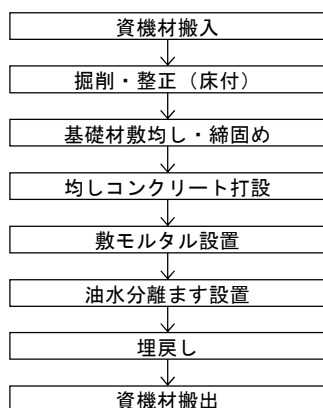 資機材搬入
掘削・整正（床付）
基礎材敷均し・締固め
均しコンクリート打設
敷モルタル設置
油水分離ます設置
埋戻し
資機材搬出